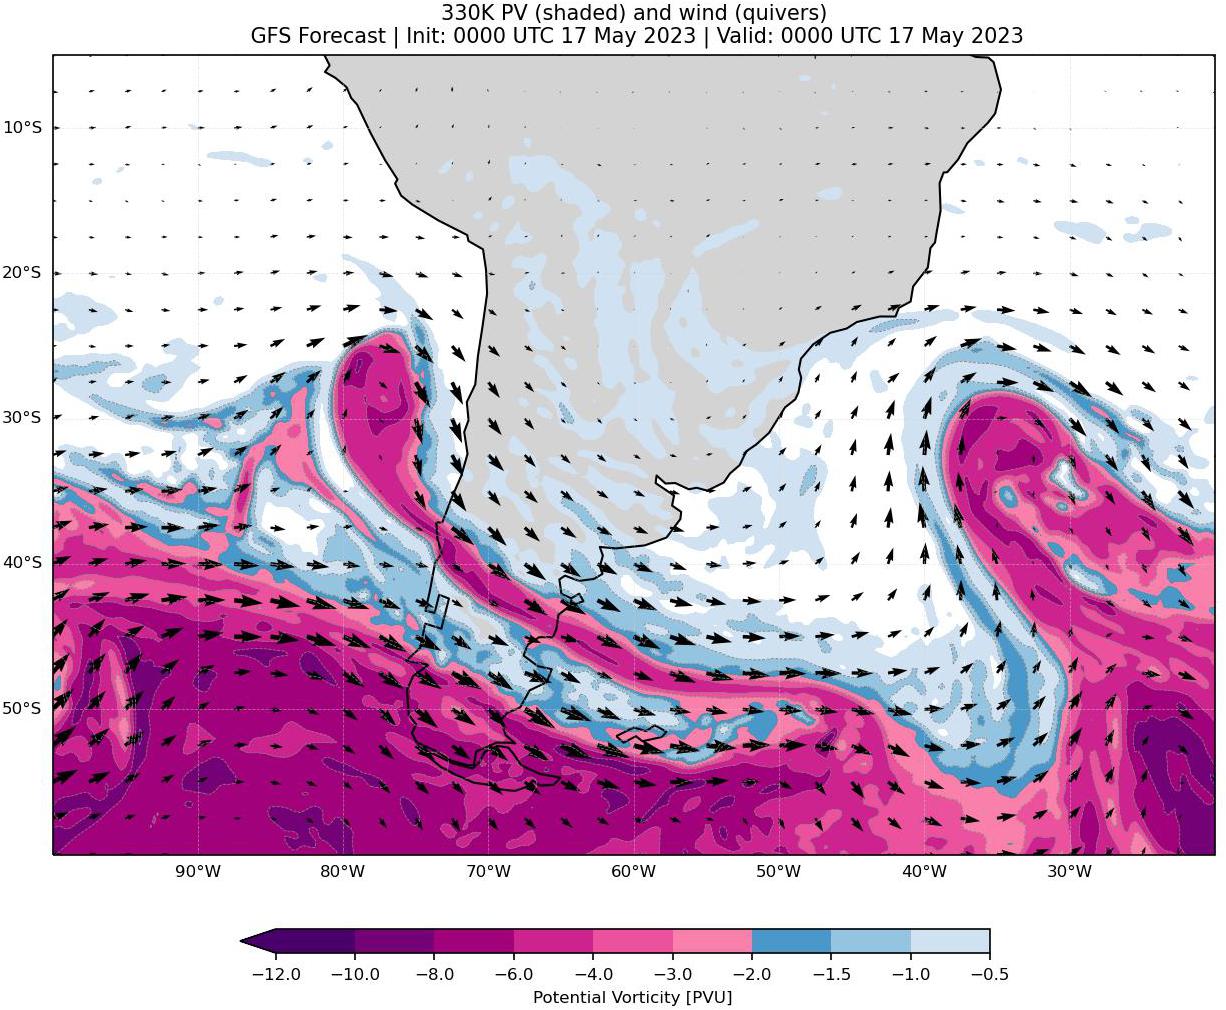 330K PV (shaded) and wind (quivers)
GFS Forecast | Init: 0000 UTC 17 May 2023 | Valid: 0000 UTC 17 May 2023
10°S
20°S
30°S
40°S
50°S
90°W
80°W
70°W
60°W
50°W
40°W
30°W
−12.0
−10.0
−8.0
−6.0
−4.0
−3.0
−2.0
−1.5
−1.0
−0.5
Potential Vorticity [PVU]